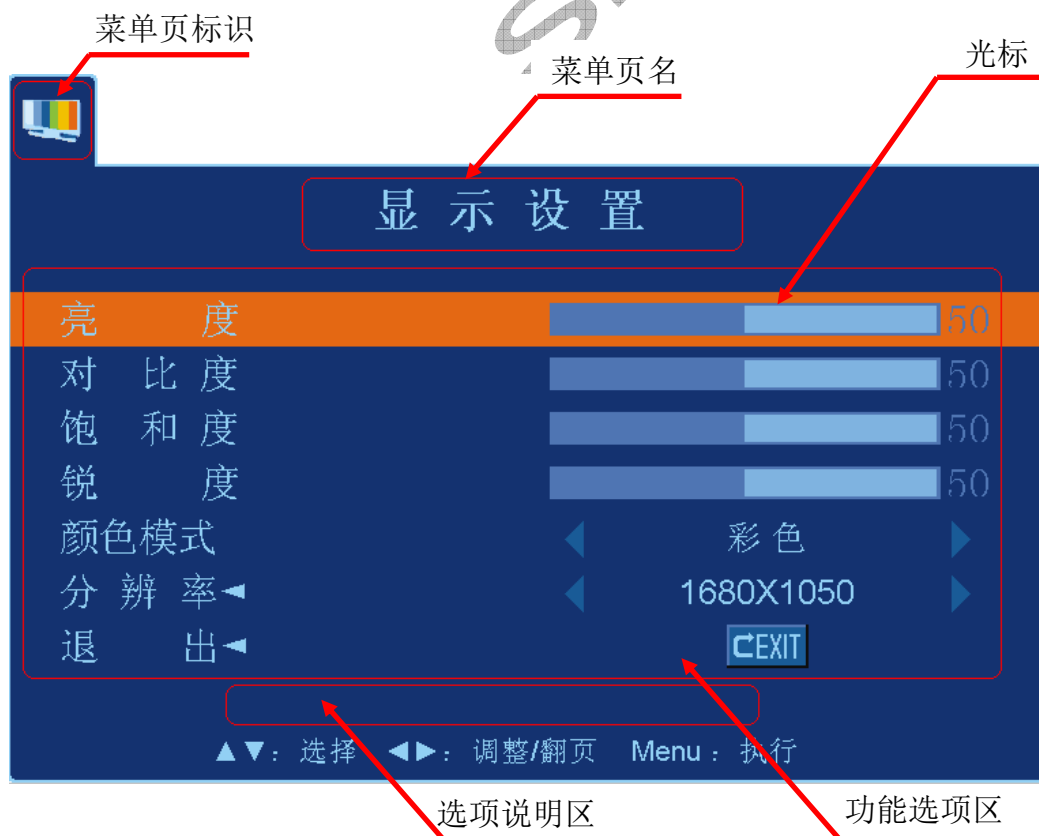 菜单页标识
菜单页名
光标
显示设置
亮度 50
对比度 50
饱和度 50
锐度 50
颜色模式 ◀ 彩色 ▶
分辨率◄ ◀ 1680X1050 ▶
退出◄ EXIT
▲▼：选择 ◀▶：调整/翻页 Menu：执行
选项说明区
功能选项区